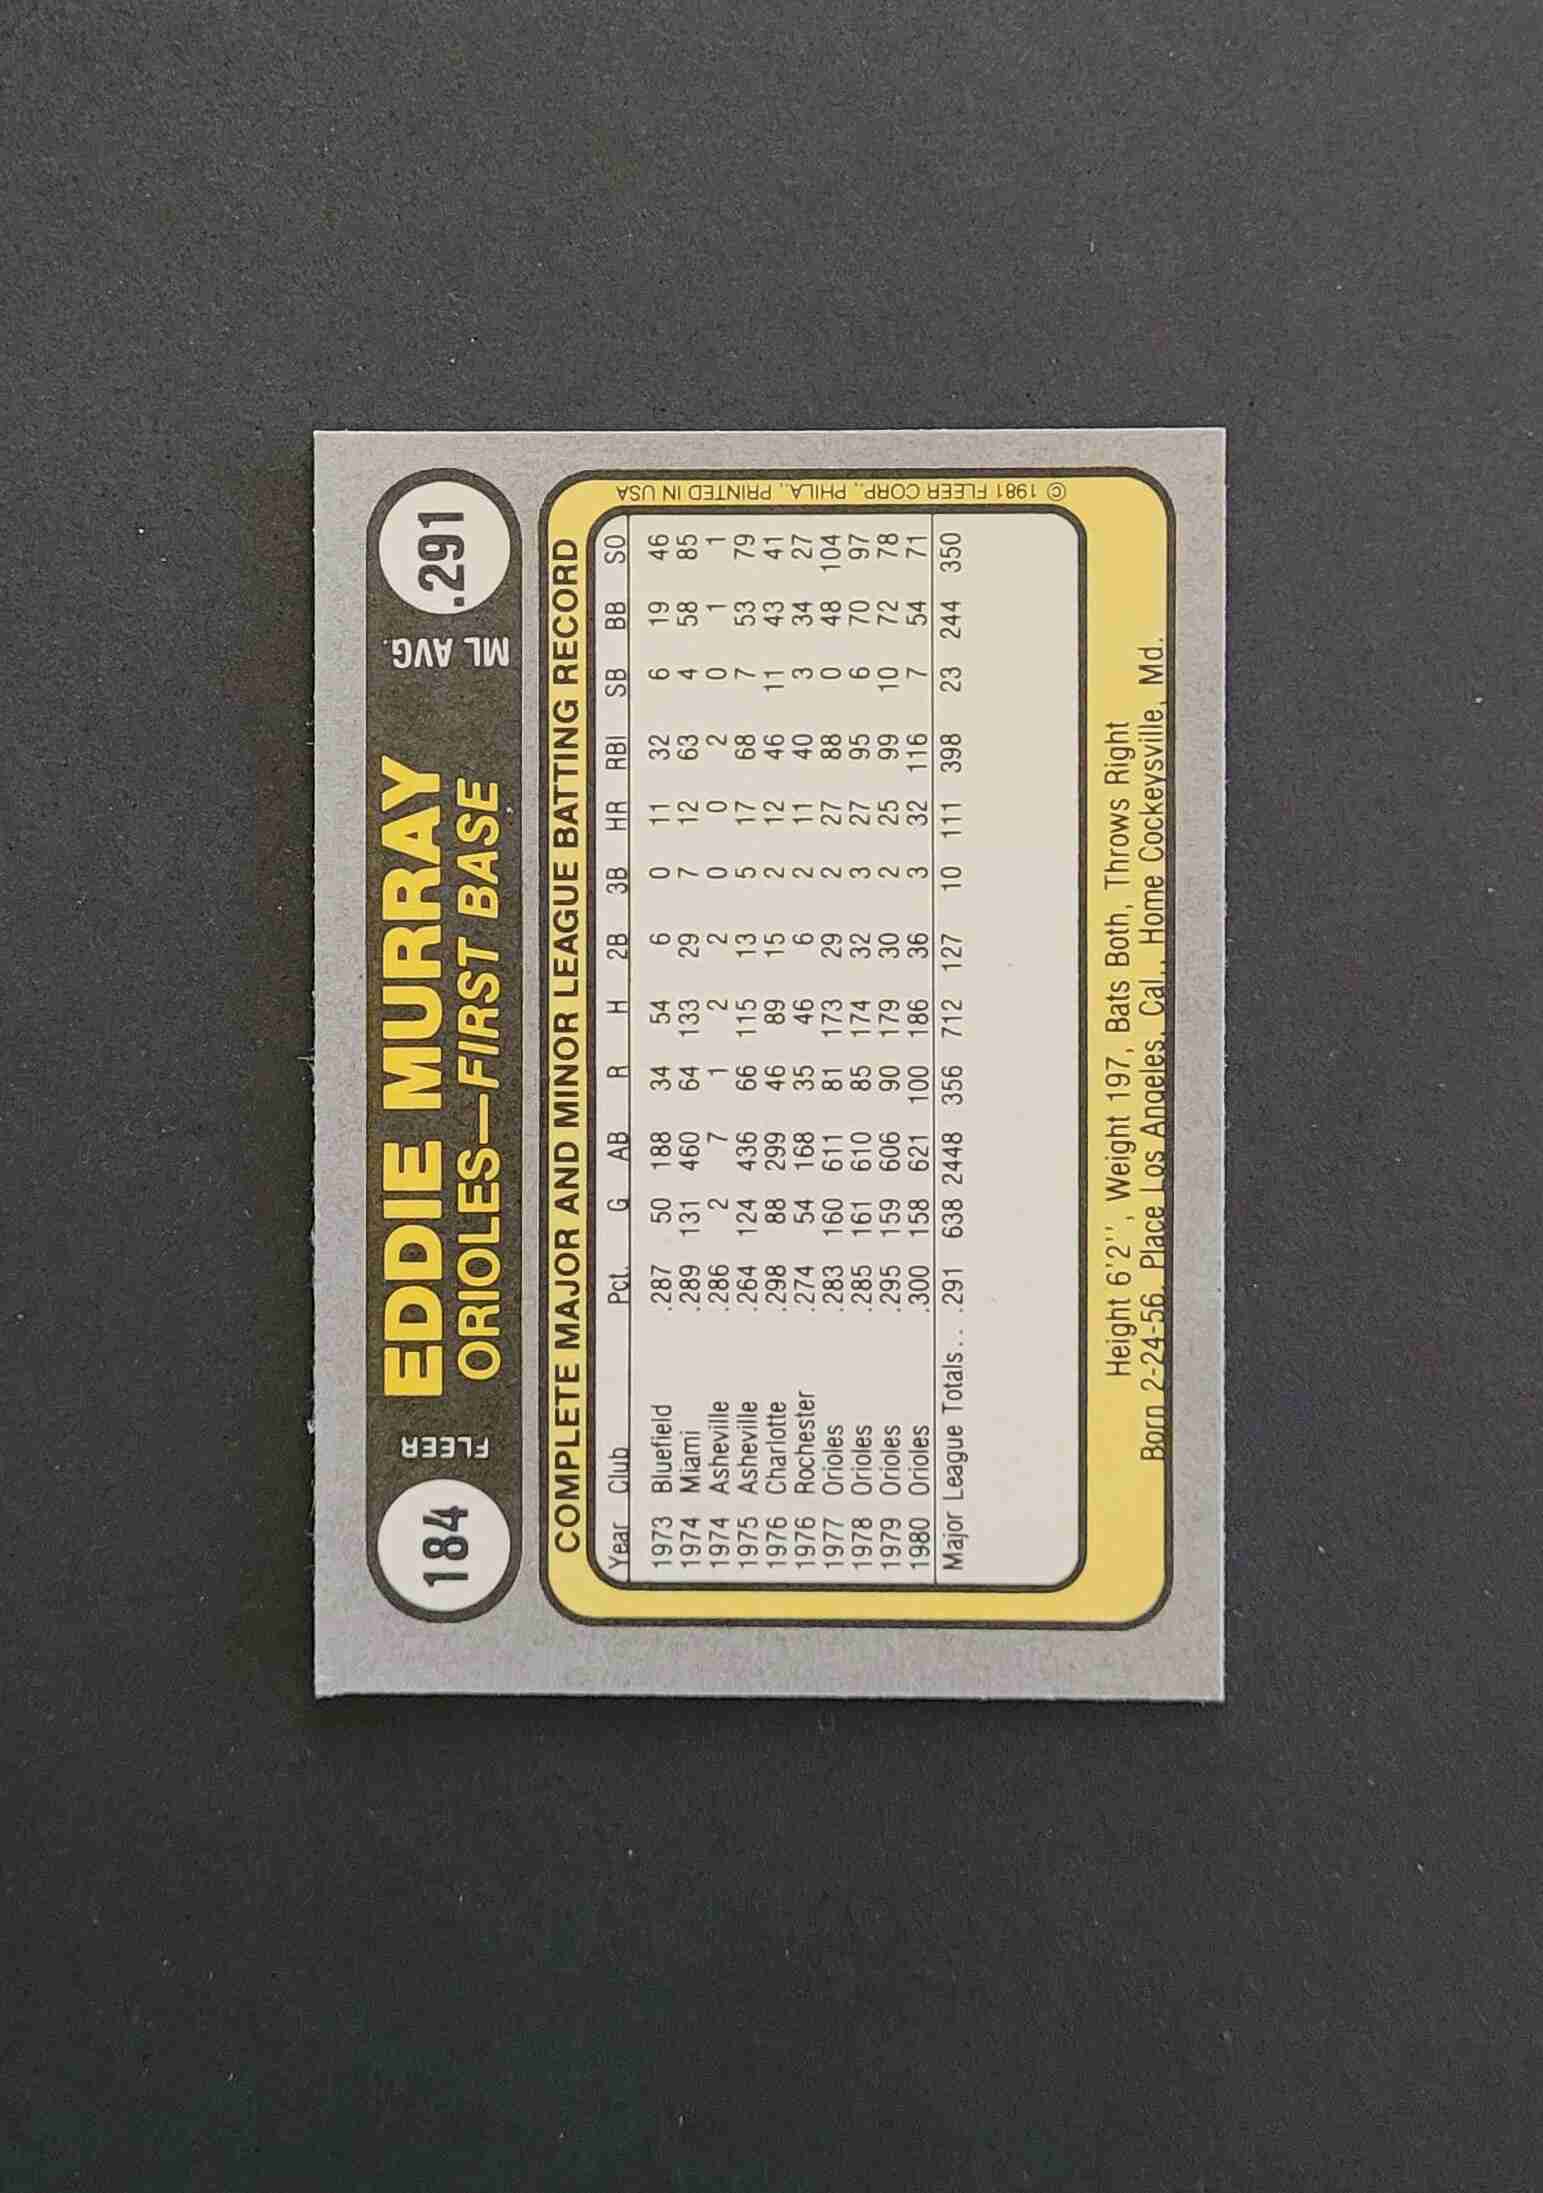 184 FLEER EDDIE MURRAY ML AVG. .291
ORIOLES—FIRST BASE
COMPLETE MAJOR AND MINOR LEAGUE BATTING RECORD
Year Club Pct. G AB R H 2B 3B HR RBI SB BB SO
1973 Bluefield .287 50 188 34 54 6 0 11 32 6 19 46
1974 Miami .289 131 460 64 133 29 7 12 63 4 58 85
1974 Asheville .286 2 7 1 2 2 0 0 2 0 1 1
1975 Asheville .264 124 436 66 115 13 5 17 68 7 53 79
1976 Charlotte .298 88 299 46 89 15 2 12 46 11 43 41
1976 Rochester .274 54 168 35 46 6 2 11 40 3 34 27
1977 Orioles .283 160 611 81 173 29 2 27 88 0 48 104
1978 Orioles .285 161 610 85 174 32 3 27 95 6 70 97
1979 Orioles .295 159 606 90 179 30 2 25 99 10 72 78
1980 Orioles .300 158 621 100 186 36 3 32 116 7 54 71
Major League Totals . . .291 638 2448 356 712 127 10 111 398 23 244 350
Height 6'2'', Weight 197, Bats Both, Throws Right
Born 2-24-56, Place Los Angeles, Cal., Home Cockeysville, Md.
© 1981 FLEER CORP., PHILA., PRINTED IN USA